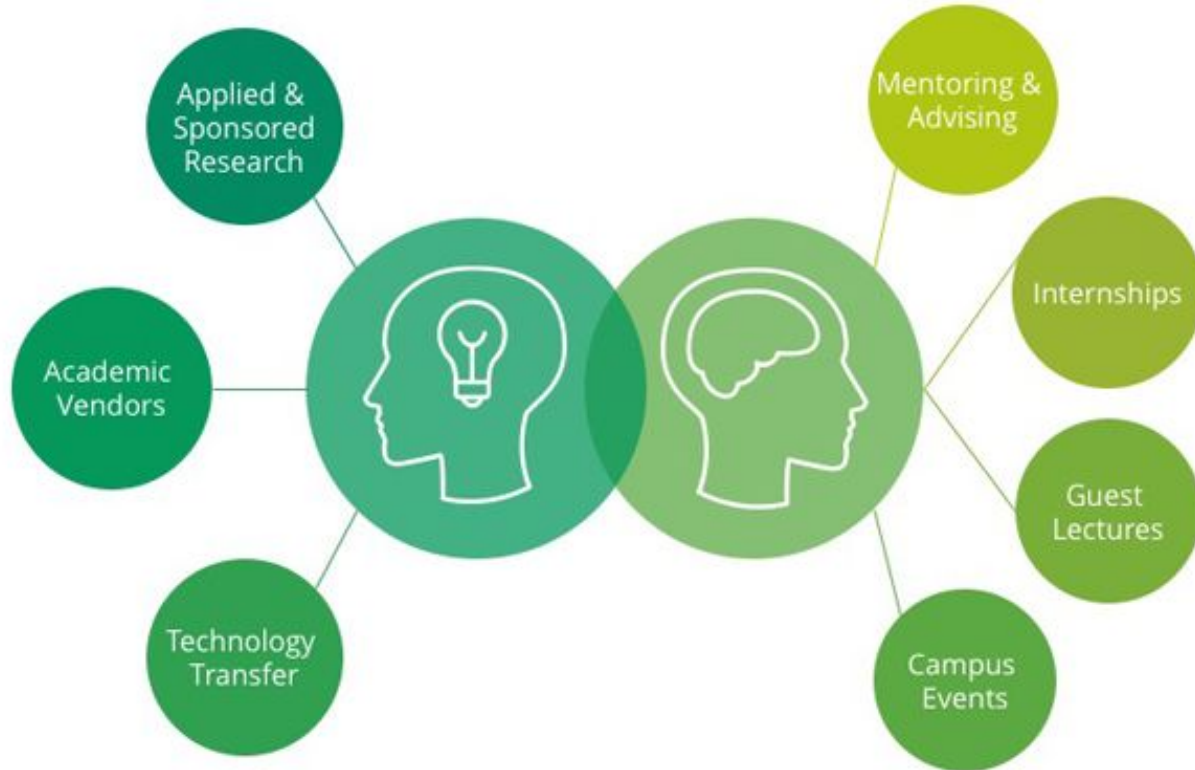 Applied &
Sponsored
Research
Academic
Vendors
Technology
Transfer
Mentoring &
Advising
Internships
Guest
Lectures
Campus
Events